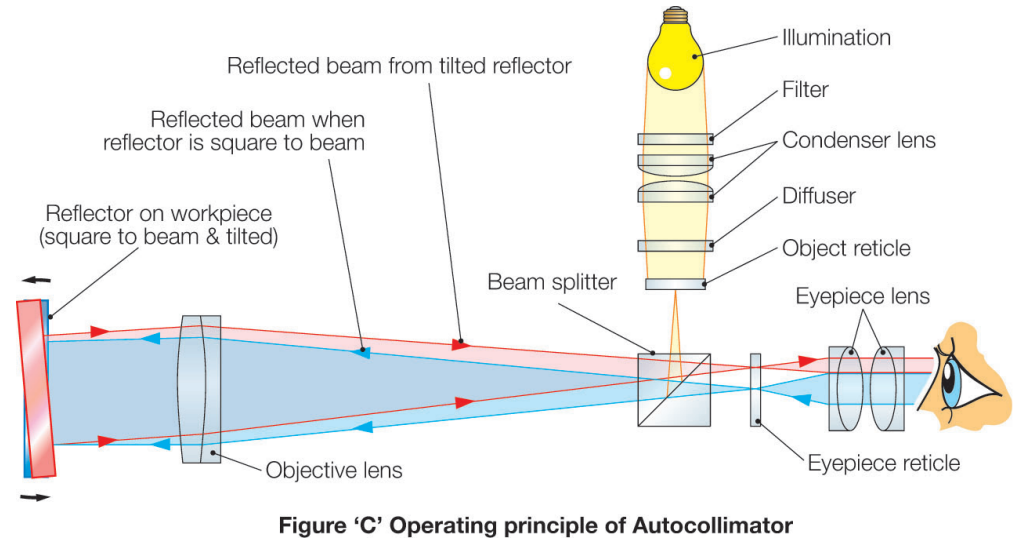 Illumination
Reflected beam from tilted reflector
Filter
Reflected beam when
reflector is square to beam
Condenser lens
Diffuser
Reflector on workpiece
(square to beam & tilted)
Object reticle
Beam splitter
Eyepiece lens
Objective lens
Eyepiece reticle
Figure ‘C’ Operating principle of Autocollimator